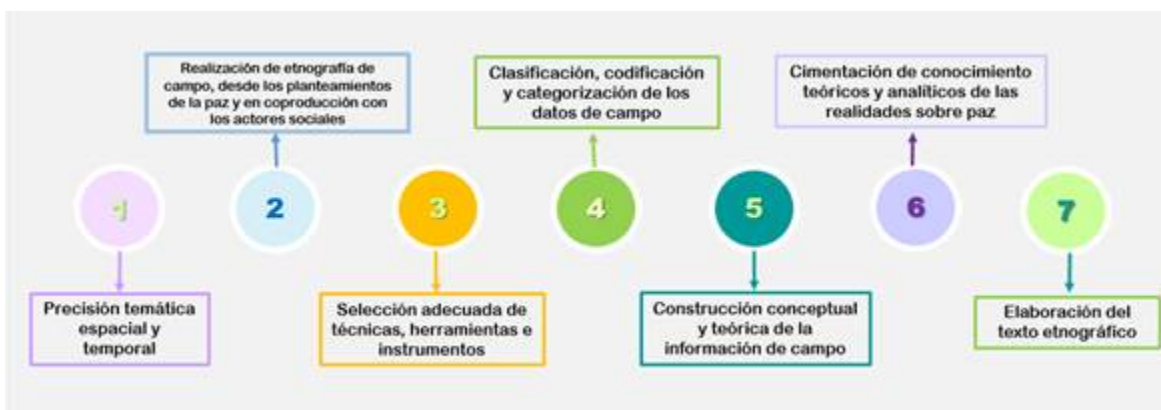 1
Precisión temática
espacial y
temporal
2
Realización de etnografía de
campo, desde los planteamientos
de la paz y en coproducción con
los actores sociales
3
Selección adecuada de
técnicas, herramientas e
instrumentos
4
Clasificación, codificación
y categorización de los
datos de campo
5
Construcción conceptual
y teórica de la
información de campo
6
Cimentación de conocimiento
teóricos y analíticos de las
realidades sobre paz
7
Elaboración del
texto etnográfico